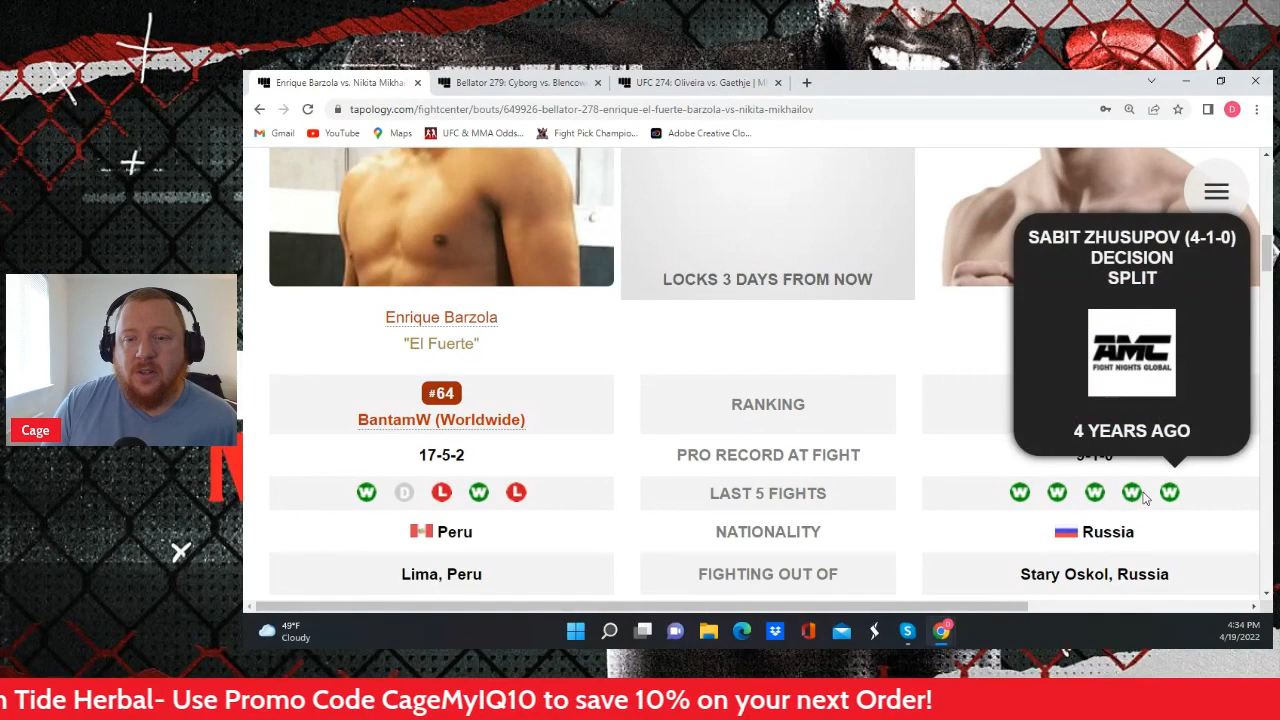 Enrique Barzola vs. Nikita Mikha
Bellator 279: Cyborg vs. Blencow
UFC 274: Oliveira vs. Gaethje | M
tapology.com/fightcenter/bouts/649926-bellator-278-enrique-el-fuerte-barzola-vs-nikita-mikhailov
D
Gmail
YouTube
Maps
UFC & MMA Odds...
Fight Pick Champio...
Adobe Creative Clo...
SABIT ZHUSUPOV (4-1-0)
DECISION
SPLIT
AMC
FIGHT NIGHTS GLOBAL
4 YEARS AGO
LOCKS 3 DAYS FROM NOW
Enrique Barzola
"El Fuerte"
#64
BantamW (Worldwide)
RANKING
17-5-2
PRO RECORD AT FIGHT
W D L W L
LAST 5 FIGHTS
W W W W W
Peru
NATIONALITY
Russia
Lima, Peru
FIGHTING OUT OF
Stary Oskol, Russia
Cage
49°F
Cloudy
4:34 PM
4/19/2022
n Tide Herbal- Use Promo Code CageMyIQ10 to save 10% on your next Order!